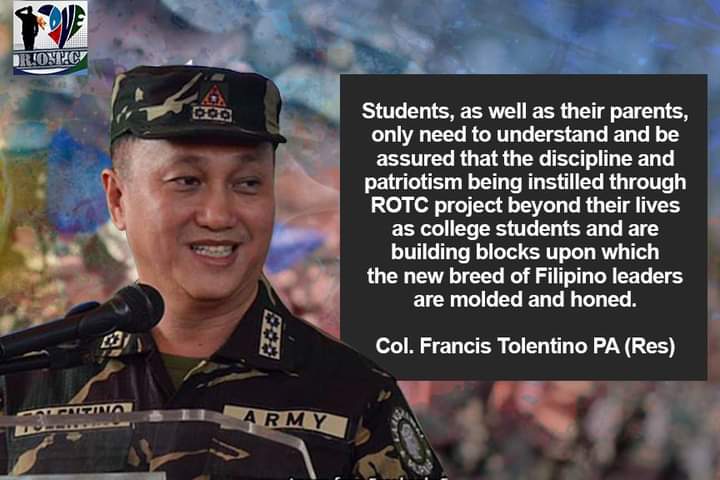 LOVE
R.O.T.C
Students, as well as their parents,
only need to understand and be
assured that the discipline and
patriotism being instilled through
ROTC project beyond their lives
as college students and are
building blocks upon which
the new breed of Filipino leaders
are molded and honed.
Col. Francis Tolentino PA (Res)
TOLENTINO
ARMY